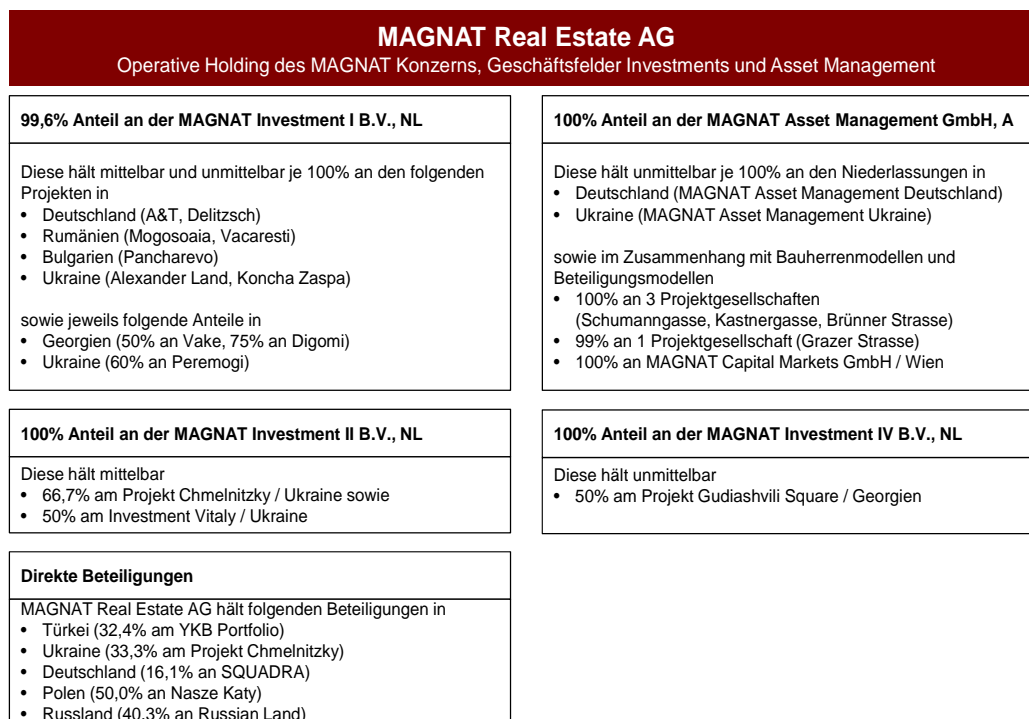 MAGNAT Real Estate AG
Operative Holding des MAGNAT Konzerns, Geschäftsfelder Investments und Asset Management
99,6% Anteil an der MAGNAT Investment I B.V., NL
Diese hält mittelbar und unmittelbar je 100% an den folgenden
Projekten in
• Deutschland (A&T, Delitzsch)
• Rumänien (Mogosoaia, Vacaresti)
• Bulgarien (Pancharevo)
• Ukraine (Alexander Land, Koncha Zaspa)
sowie jeweils folgende Anteile in
• Georgien (50% an Vake, 75% an Digomi)
• Ukraine (60% an Peremogi)
100% Anteil an der MAGNAT Asset Management GmbH, A
Diese hält unmittelbar je 100% an den Niederlassungen in
• Deutschland (MAGNAT Asset Management Deutschland)
• Ukraine (MAGNAT Asset Management Ukraine)
sowie im Zusammenhang mit Bauherrenmodellen und
Beteiligungsmodellen
• 100% an 3 Projektgesellschaften
(Schumanngasse, Kastnergasse, Brünner Strasse)
• 99% an 1 Projektgesellschaft (Grazer Strasse)
• 100% an MAGNAT Capital Markets GmbH / Wien
100% Anteil an der MAGNAT Investment II B.V., NL
Diese hält mittelbar
• 66,7% am Projekt Chmelnitzky / Ukraine sowie
• 50% am Investment Vitaly / Ukraine
100% Anteil an der MAGNAT Investment IV B.V., NL
Diese hält unmittelbar
• 50% am Projekt Gudiashvili Square / Georgien
Direkte Beteiligungen
MAGNAT Real Estate AG hält folgenden Beteiligungen in
• Türkei (32,4% am YKB Portfolio)
• Ukraine (33,3% am Projekt Chmelnitzky)
• Deutschland (16,1% an SQUADRA)
• Polen (50,0% an Nasze Katy)
• Russland (40,3% an Russian Land)